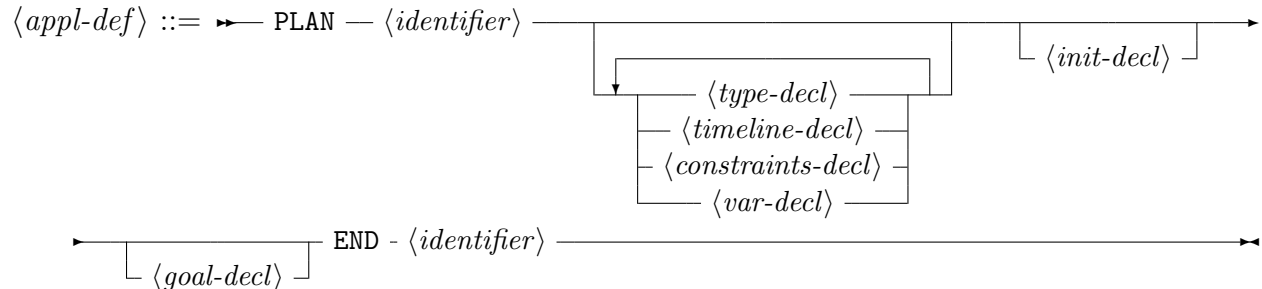 ⟨appl-def⟩ ::= PLAN ⟨identifier⟩
⟨init-decl⟩
⟨type-decl⟩
⟨timeline-decl⟩
⟨constraints-decl⟩
⟨var-decl⟩
END ⟨identifier⟩
⟨goal-decl⟩